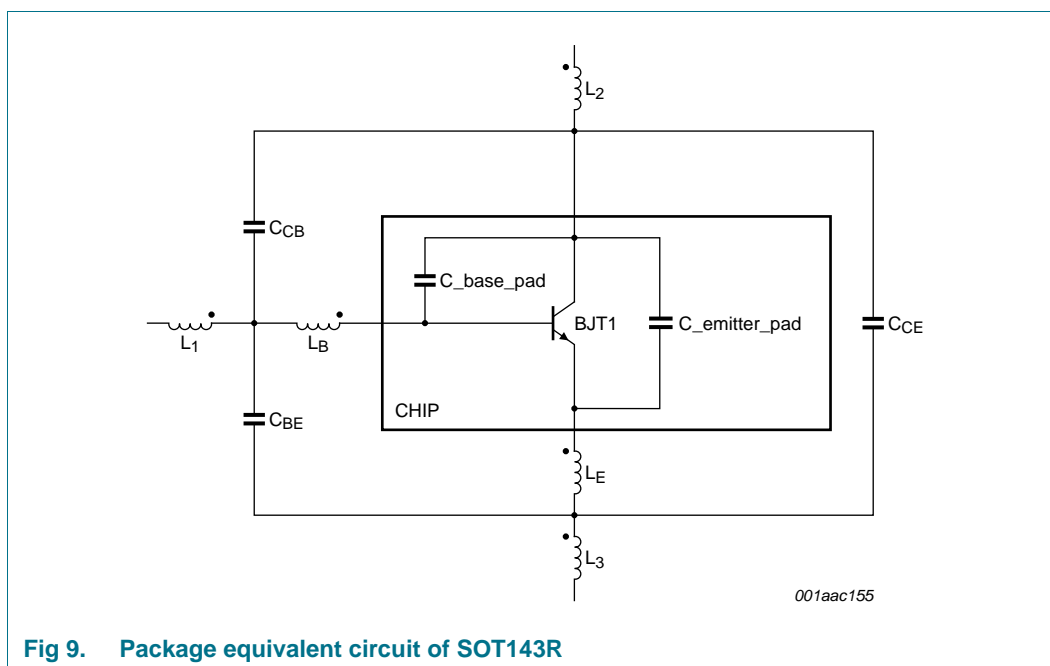 L2
CCB
C_base_pad
BJT1
C_emitter_pad
CCE
L1
LB
CBE
CHIP
LE
L3
001aac155
Fig 9. Package equivalent circuit of SOT143R